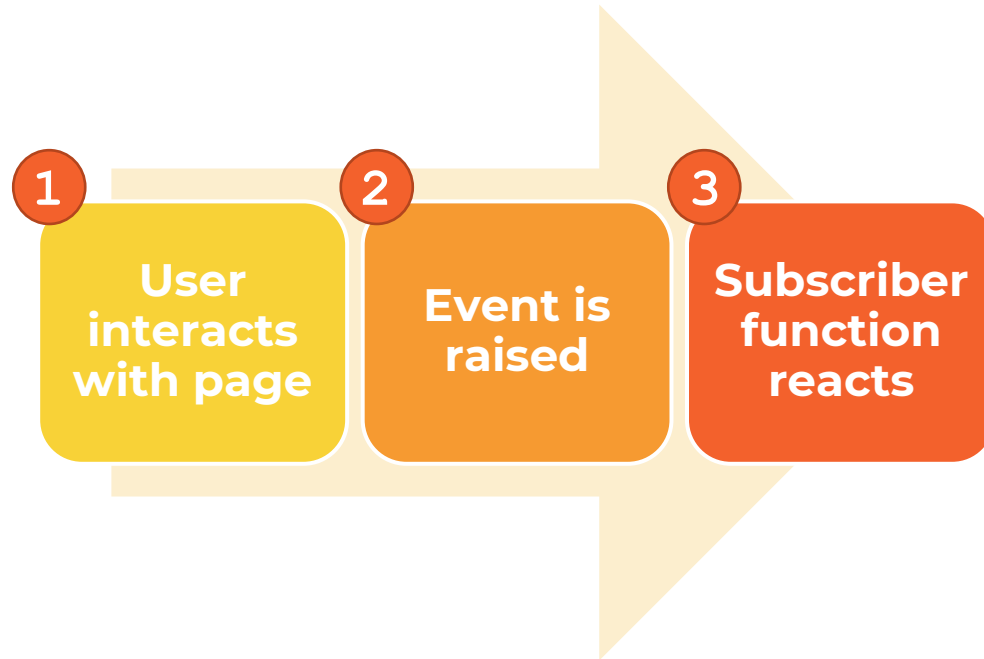 1
User
interacts
with page
2
Event is
raised
3
Subscriber
function
reacts